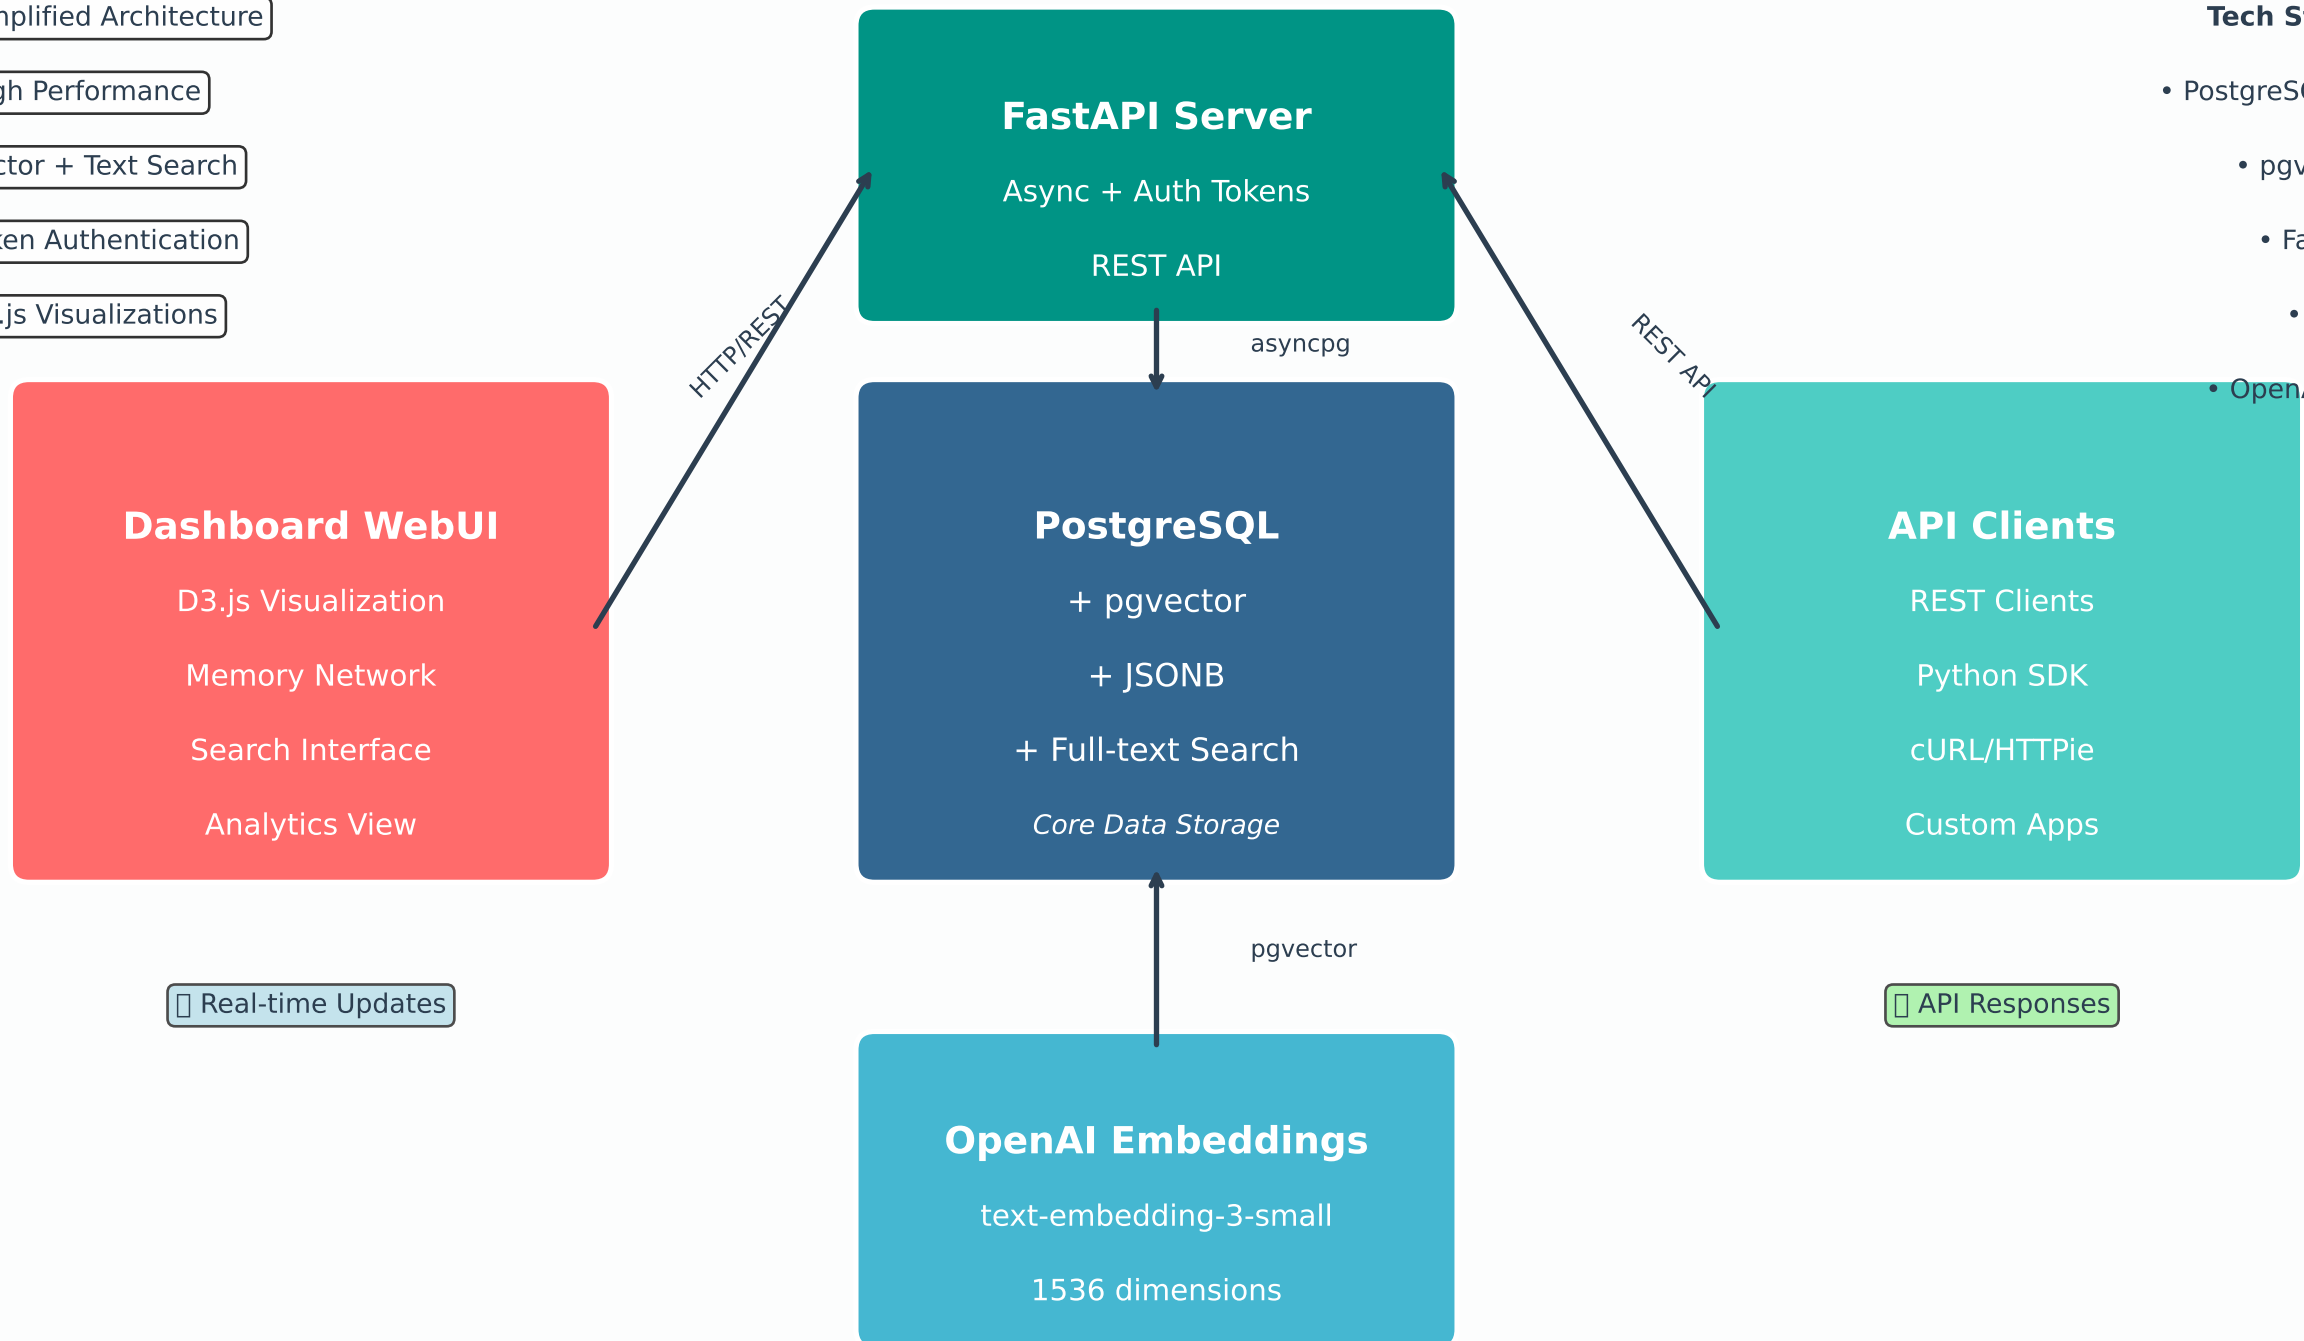 mplified Architecture
gh Performance
ctor + Text Search
ken Authentication
.js Visualizations
FastAPI Server
Async + Auth Tokens
REST API
Tech S
• PostgreSQ
• pgv
• Fa
•
• OpenA
HTTP/REST
asyncpg
REST API
Dashboard WebUI
D3.js Visualization
Memory Network
Search Interface
Analytics View
PostgreSQL
+ pgvector
+ JSONB
+ Full-text Search
Core Data Storage
API Clients
REST Clients
Python SDK
cURL/HTTPie
Custom Apps
pgvector
Real-time Updates
API Responses
OpenAI Embeddings
text-embedding-3-small
1536 dimensions